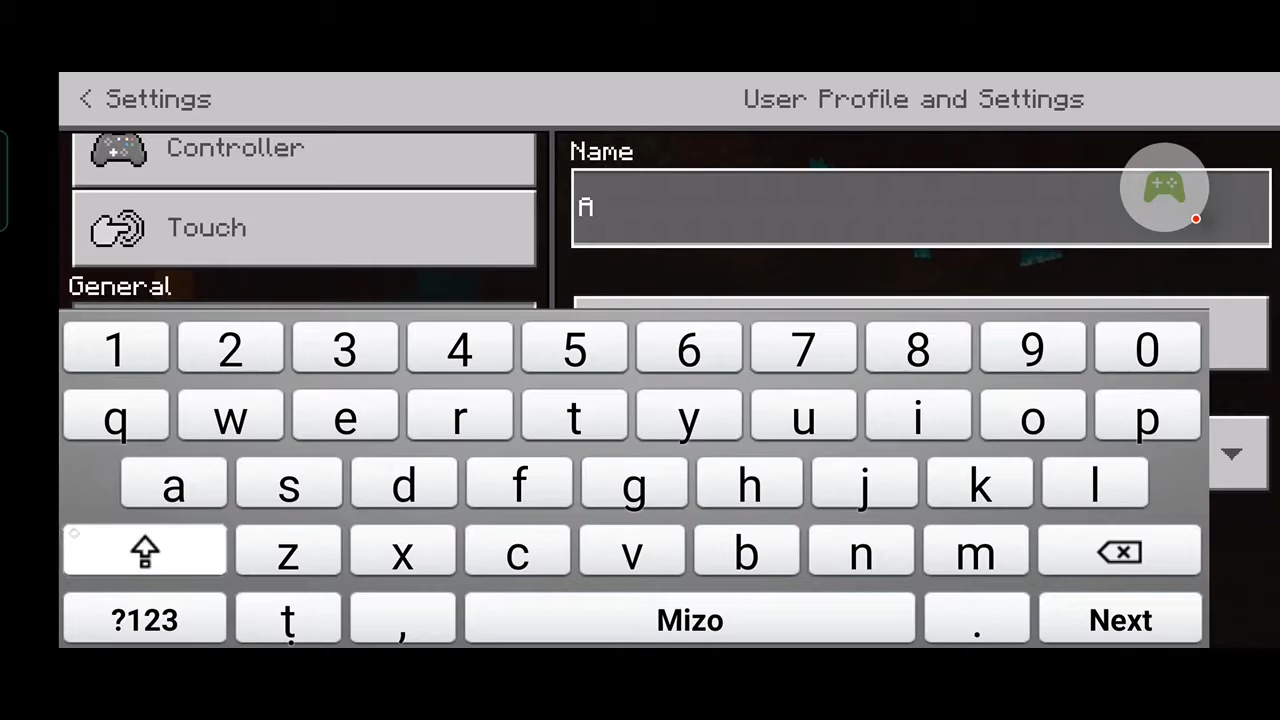 Settings
User Profile and Settings
Controller
Touch
General
Name
A
1 2 3 4 5 6 7 8 9 0
q w e r t y u i o p
a s d f g h j k l
z x c v b n m
?123 ṭ , Mizo . Next